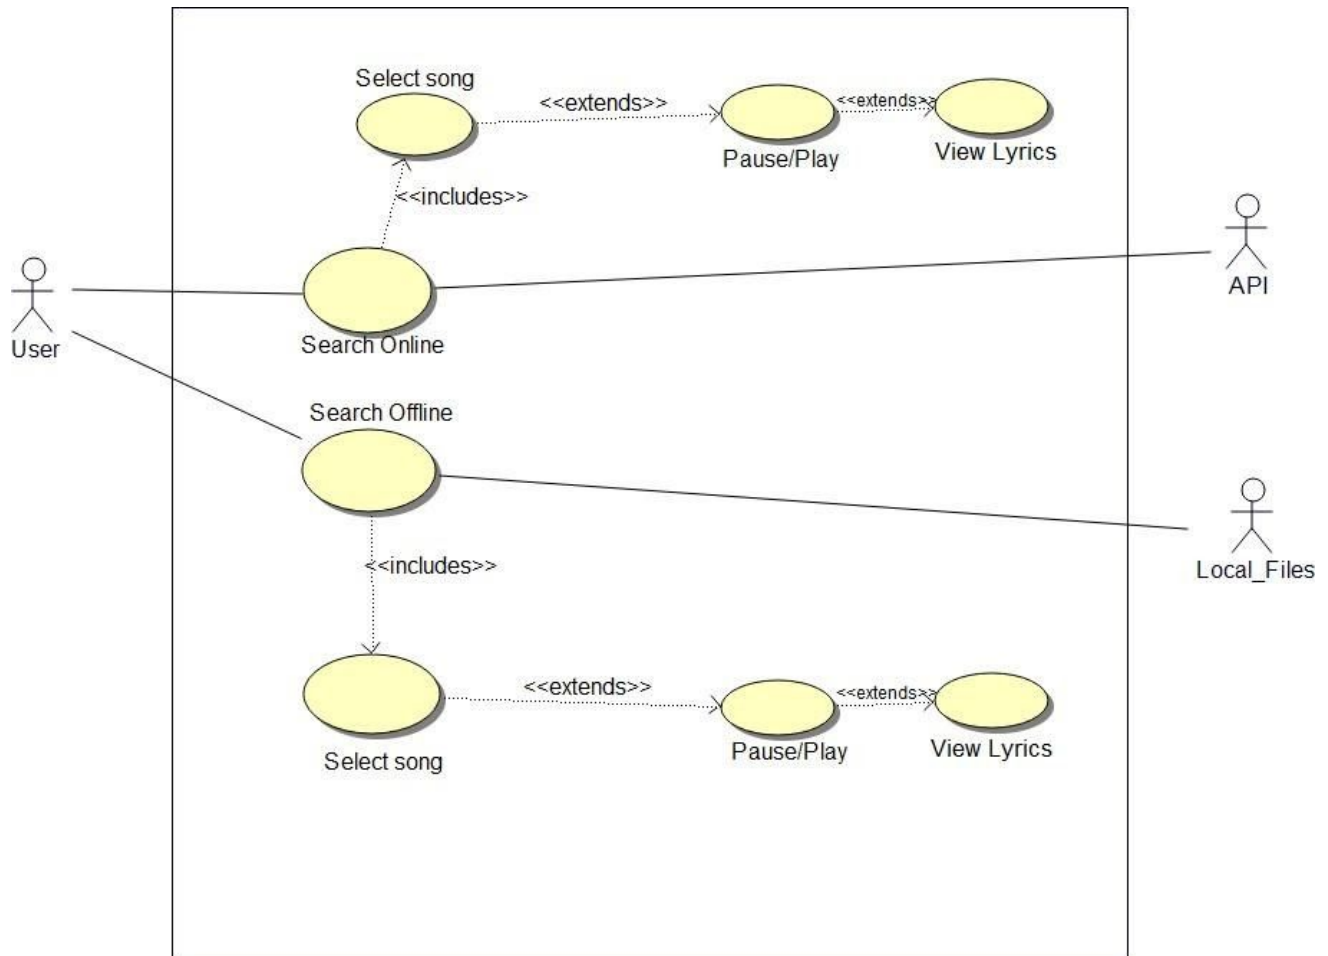 Select song
<<extends>>
<<extends>>
Pause/Play
View Lyrics
<<includes>>
API
User
Search Online
Search Offline
<<includes>>
Local_Files
<<extends>>
<<extends>>
Select song
Pause/Play
View Lyrics